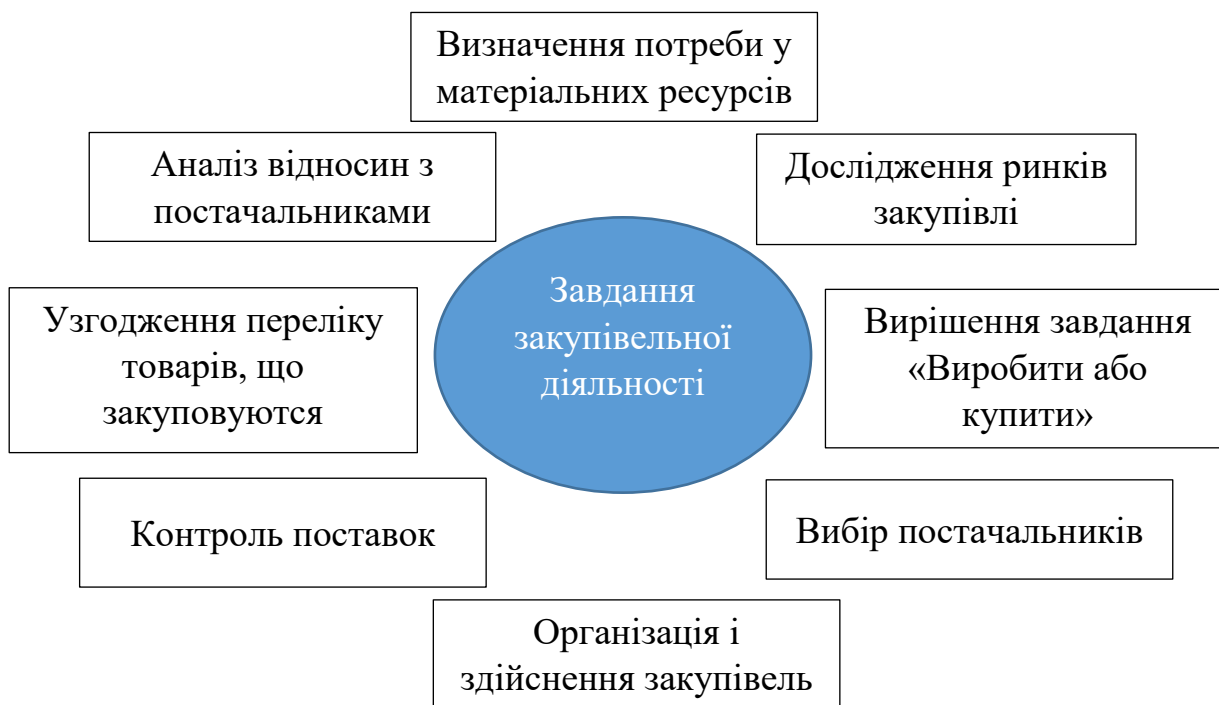 Визначення потреби у
матеріальних ресурсів
Аналіз відносин з
постачальниками
Дослідження ринків
закупівлі
Завдання
закупівельної
діяльності
Узгодження переліку
товарів, що
закуповуються
Вирішення завдання
«Виробити або
купити»
Контроль поставок
Вибір постачальників
Організація і
здійснення закупівель